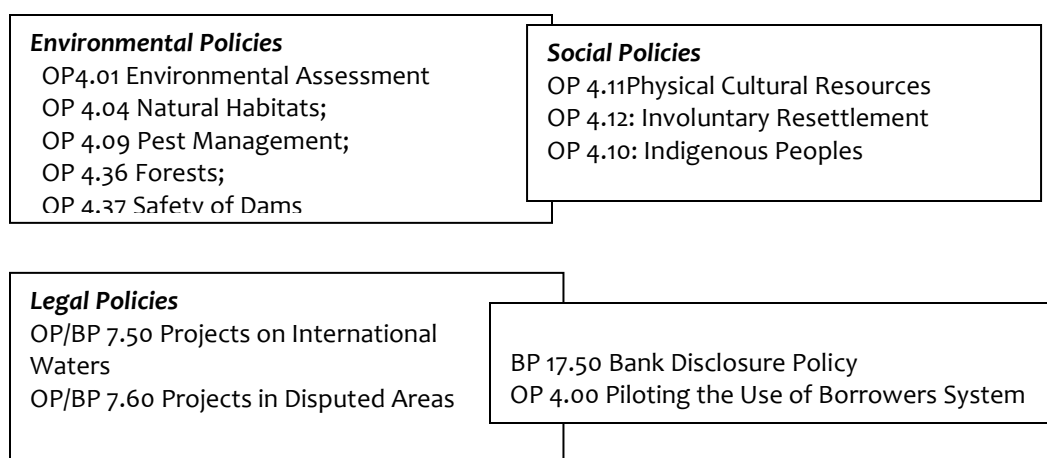 Environmental Policies
OP4.01 Environmental Assessment
OP 4.04 Natural Habitats;
OP 4.09 Pest Management;
OP 4.36 Forests;
OP 4.37 Safety of Dams
Social Policies
OP 4.11Physical Cultural Resources
OP 4.12: Involuntary Resettlement
OP 4.10: Indigenous Peoples
Legal Policies
OP/BP 7.50 Projects on International
Waters
OP/BP 7.60 Projects in Disputed Areas
BP 17.50 Bank Disclosure Policy
OP 4.00 Piloting the Use of Borrowers System